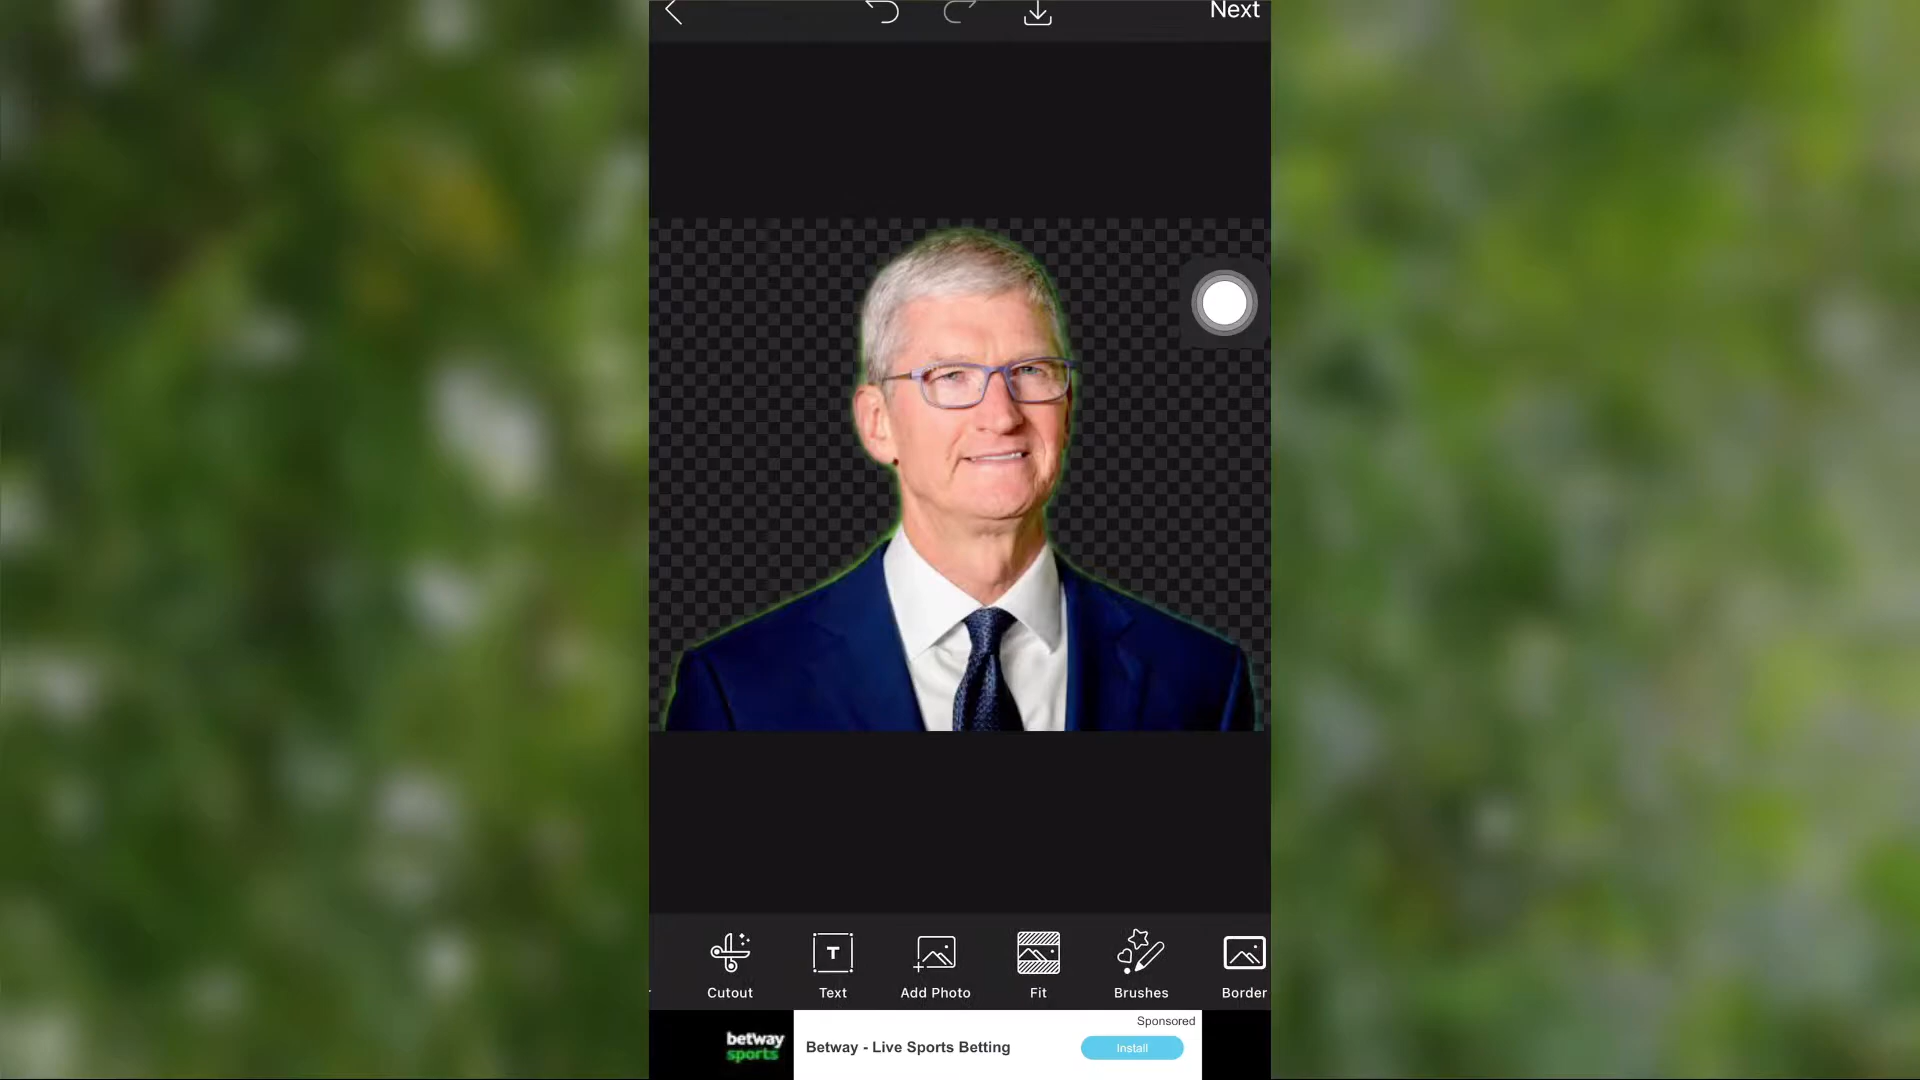 Next
Cutout
Text
Add Photo
Fit
Brushes
Border
betway
sports
Betway - Live Sports Betting
Sponsored
Install